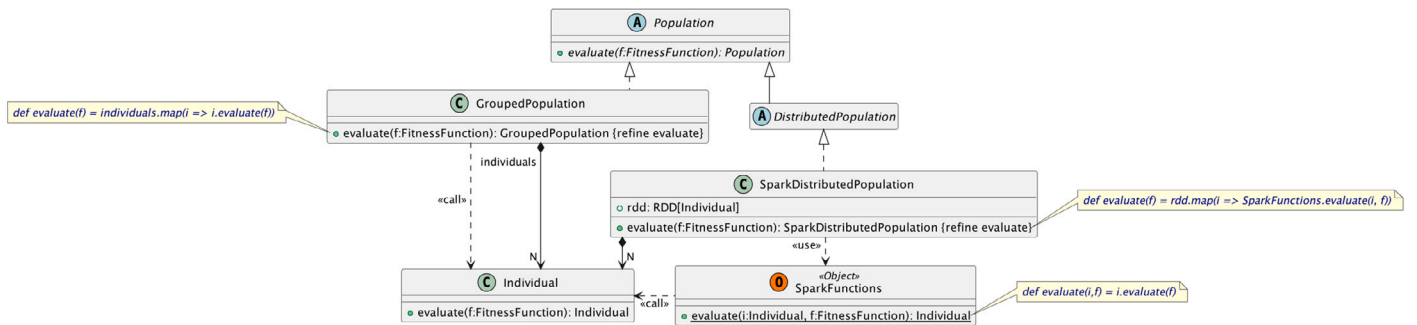 A Population
evaluate(f:FitnessFunction): Population
C GroupedPopulation
evaluate(f:FitnessFunction): GroupedPopulation {refine evaluate}
def evaluate(f) = individuals.map(i => i.evaluate(f))
A DistributedPopulation
individuals
«call»
N
C SparkDistributedPopulation
rdd: RDD[Individual]
evaluate(f:FitnessFunction): SparkDistributedPopulation {refine evaluate}
def evaluate(f) = rdd.map(i => SparkFunctions.evaluate(i, f))
«use»
N
C Individual
evaluate(f:FitnessFunction): Individual
«call»
O «Object»
SparkFunctions
evaluate(i:Individual, f:FitnessFunction): Individual
def evaluate(i,f) = i.evaluate(f)